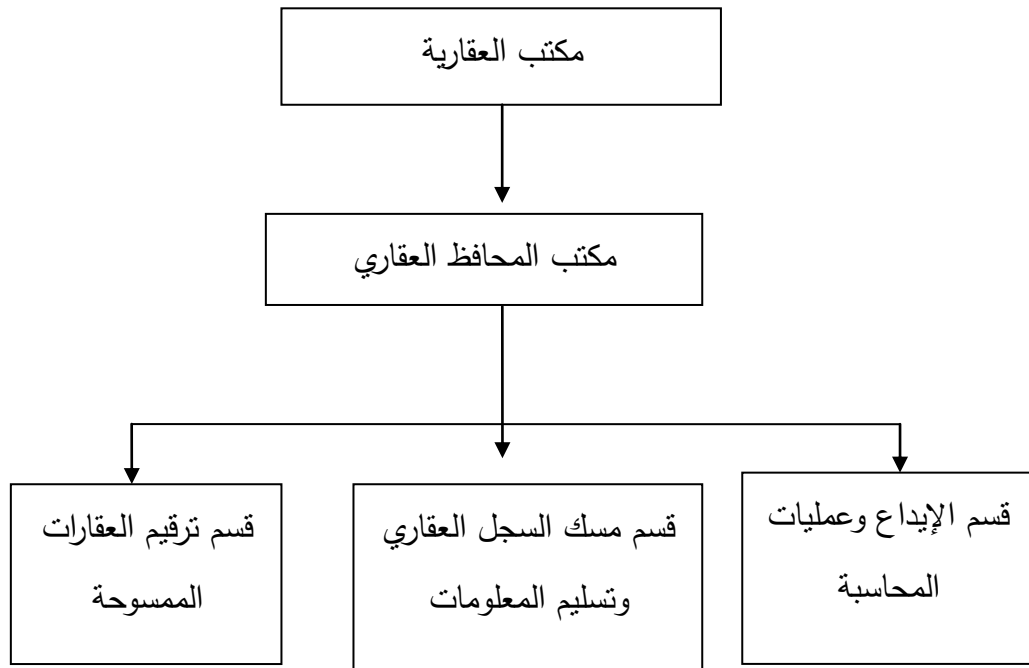 مكتب العقارية
مكتب المحافظ العقاري
قسم الإيداع وعمليات
المحاسبة
قسم مسك السجل العقاري
وتسليم المعلومات
قسم ترقيم العقارات
الممسوحة